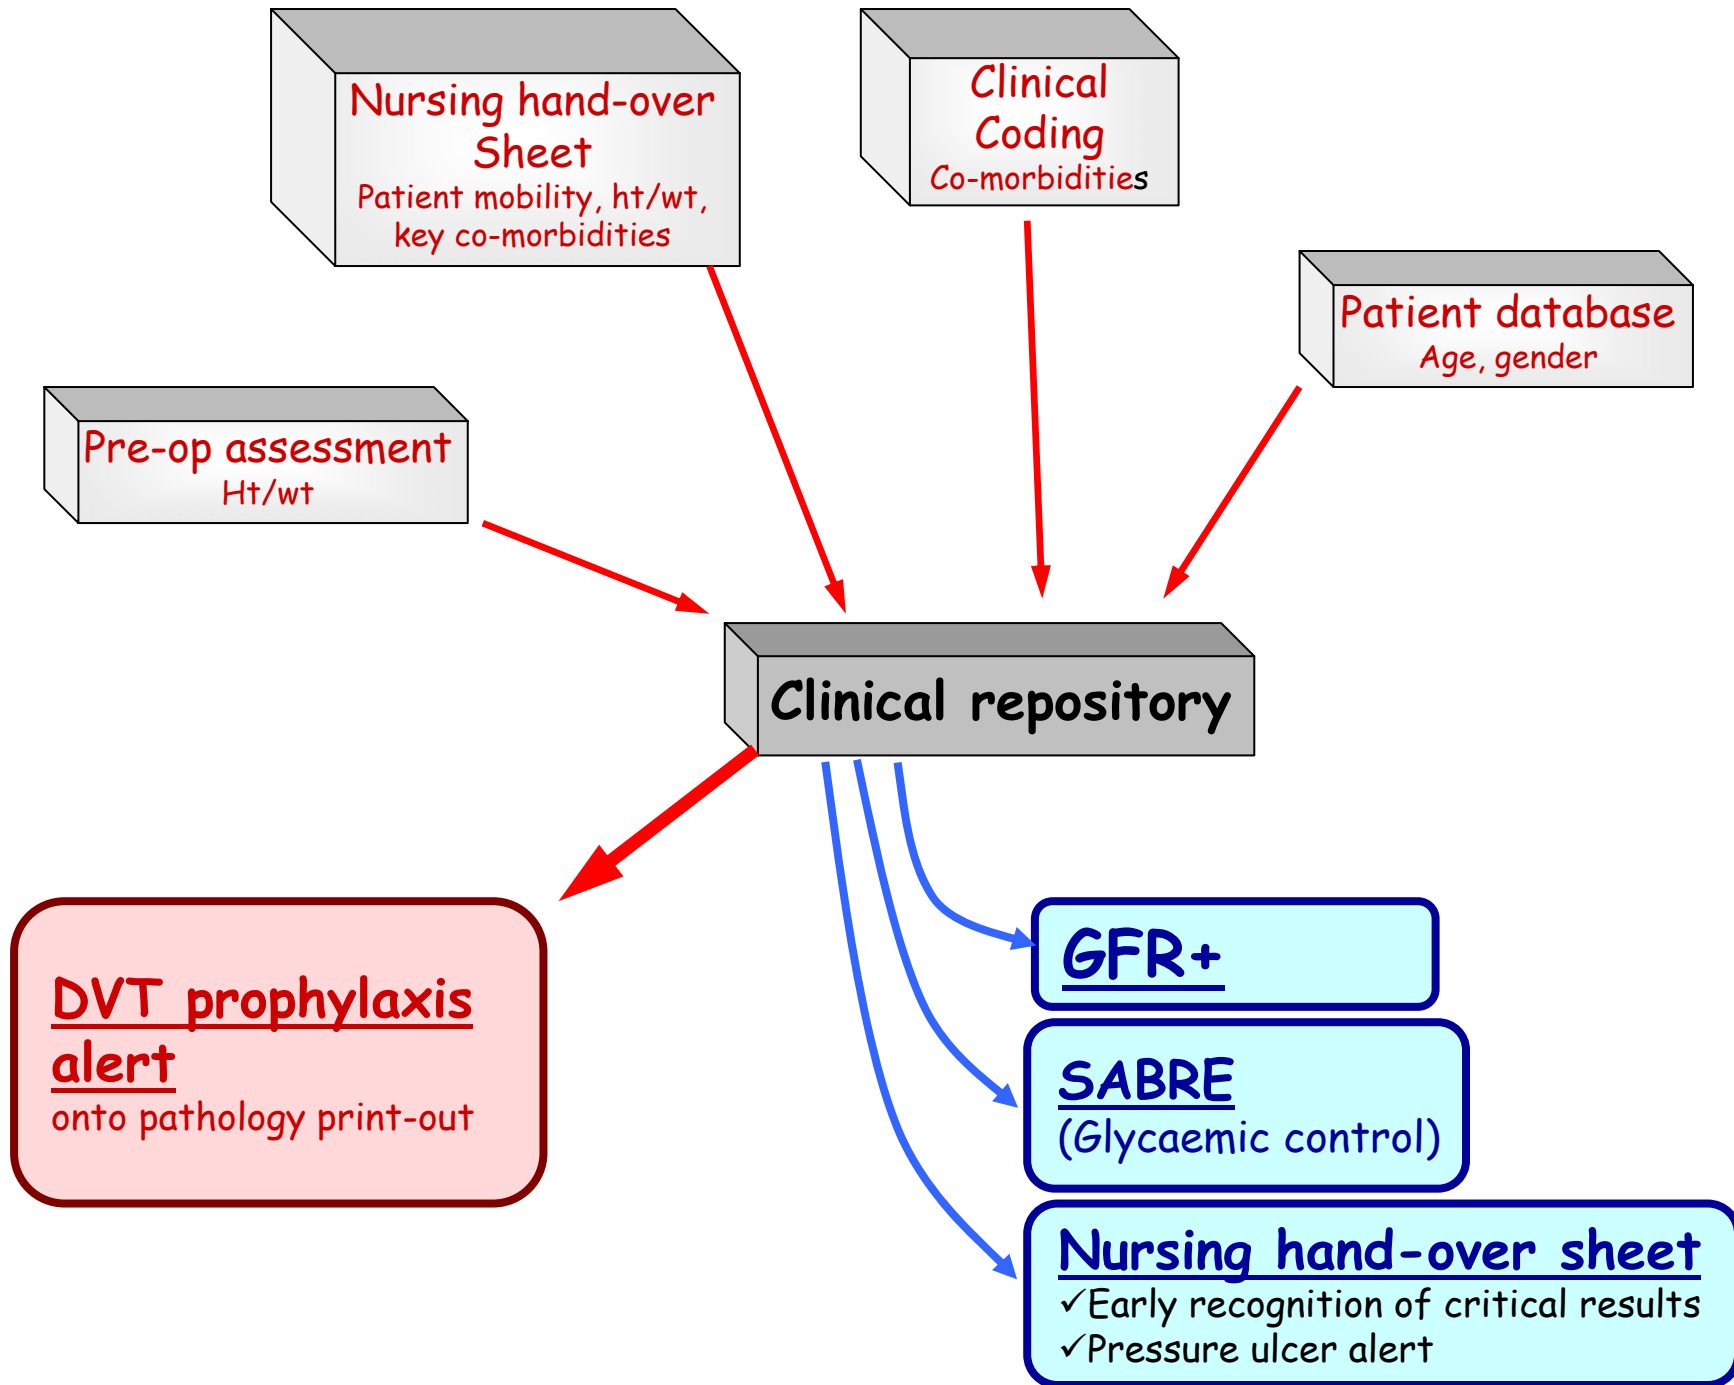 Nursing hand-over
Sheet
Patient mobility, ht/wt,
key co-morbidities
Clinical
Coding
Co-morbidities
Patient database
Age, gender
Pre-op assessment
Ht/wt
Clinical repository
DVT prophylaxis
alert
onto pathology print-out
GFR+
SABRE
(Glycaemic control)
Nursing hand-over sheet
✓Early recognition of critical results
✓Pressure ulcer alert